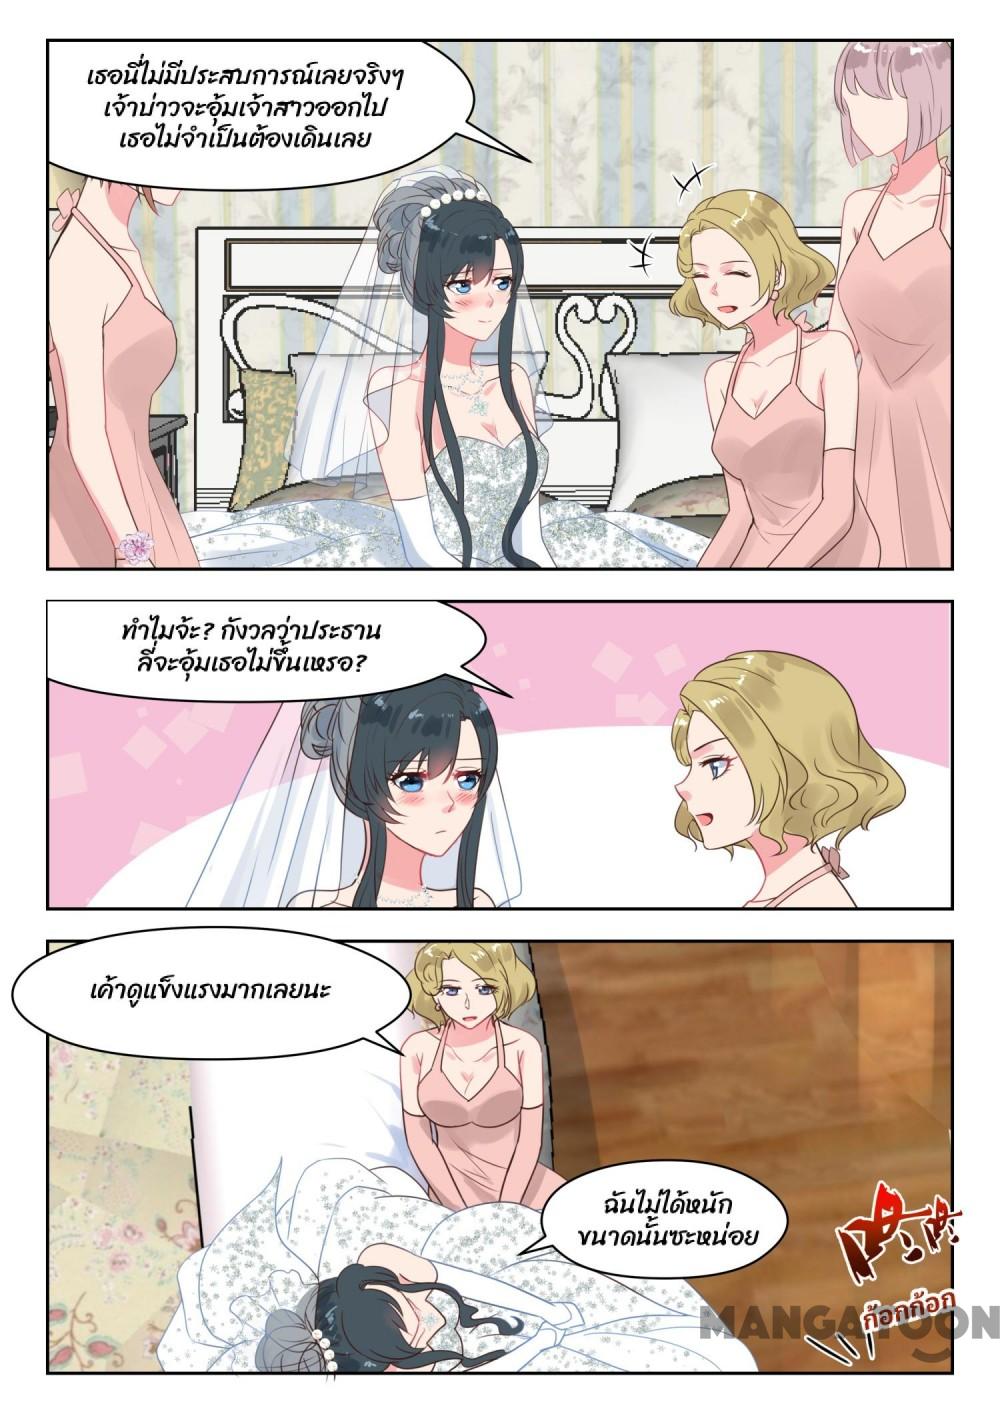 เธอนี่ไม่มีประสบการณ์เลยจริงๆ
เจ้าบ่าวจะอุ้มเจ้าสาวออกไป
เธอไม่จำเป็นต้องเดินเลย
ทำไมจ้ะ? กังวลว่าประธาน
ลี่จะอุ้มเธอไม่ขึ้นเหรอ?
เค้าดูแข็งแรงมากเลยนะ
ฉันไม่ได้หนัก
ขนาดนั้นซะหน่อย
ก้อกก้อก
MANGATOON